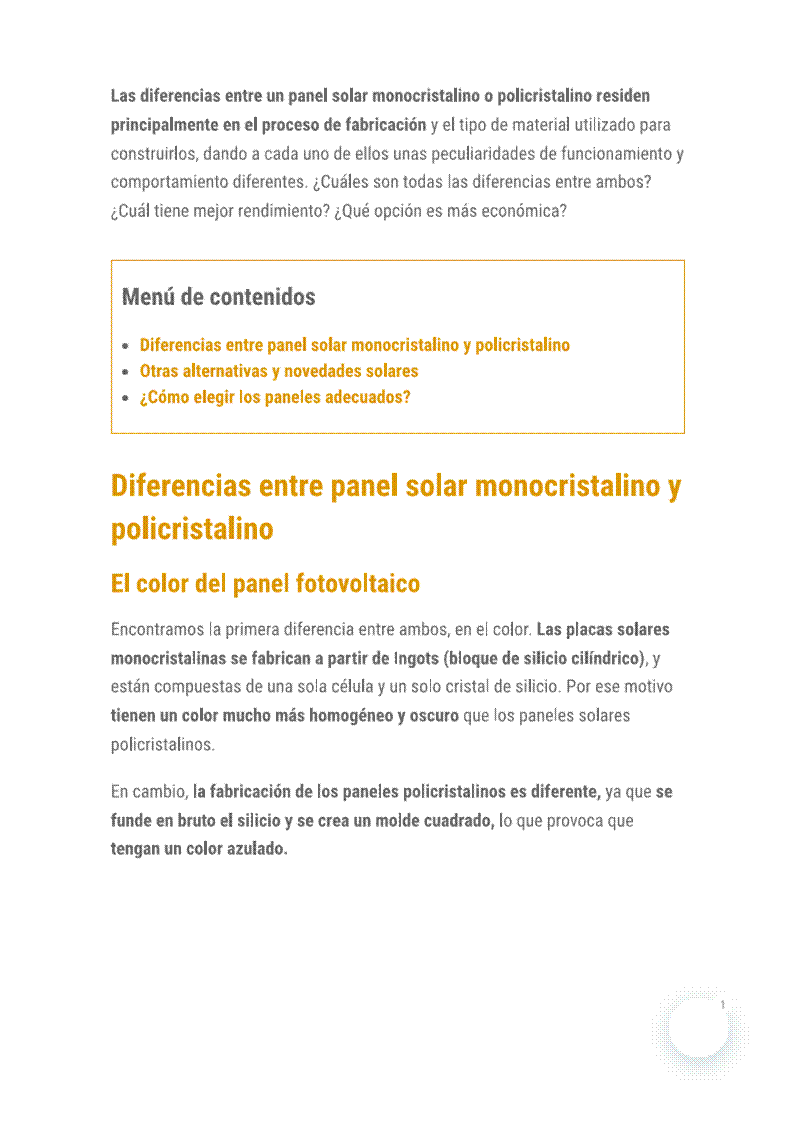 Las diferencias entre un panel solar monocristalino o policristalino residen
principalmente en el proceso de fabricación y el tipo de material utilizado para
construirlos, dando a cada uno de ellos unas peculiaridades de funcionamiento y
comportamiento diferentes. ¿Cuáles son todas las diferencias entre ambos?
¿Cuál tiene mejor rendimiento? ¿Qué opción es más económica?
Menú de contenidos
• Diferencias entre panel solar monocristalino y policristalino
• Otras alternativas y novedades solares
• ¿Cómo elegir los paneles adecuados?
Diferencias entre panel solar monocristalino y
policristalino
El color del panel fotovoltaico
Encontramos la primera diferencia entre ambos, en el color. Las placas solares
monocristalinas se fabrican a partir de Ingots (bloque de silicio cilíndrico), y
están compuestas de una sola célula y un solo cristal de silicio. Por ese motivo
tienen un color mucho más homogéneo y oscuro que los paneles solares
policristalinos.
En cambio, la fabricación de los paneles policristalinos es diferente, ya que se
funde en bruto el silicio y se crea un molde cuadrado, lo que provoca que
tengan un color azulado.
1